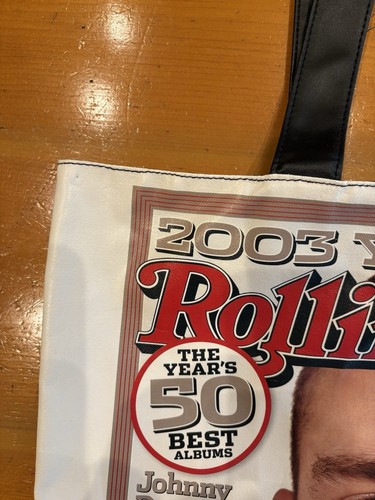 2003 Y
Rolli
THE
YEAR'S
50
BEST
ALBUMS
Johnny